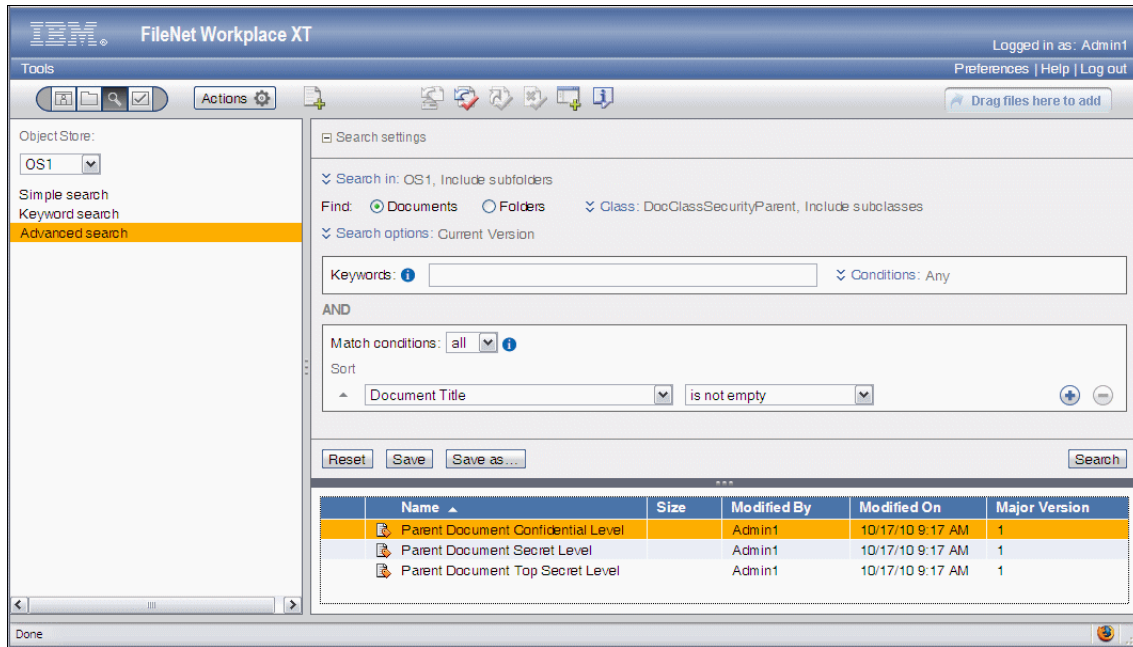 IBM FileNet Workplace XT
Logged in as: Admin1
Tools
Preferences | Help | Log out
Actions
Drag files here to add
Object Store:
OS1
Simple search
Keyword search
Advanced search
Search settings
Search in: OS1, Include subfolders
Find: Documents Folders Class: DocClassSecurityParent, Include subclasses
Search options: Current Version
Keywords: Conditions: Any
AND
Match conditions: all
Sort
Document Title is not empty
Reset Save Save as... Search
Name Size Modified By Modified On Major Version
Parent Document Confidential Level Admin1 10/17/10 9:17 AM 1
Parent Document Secret Level Admin1 10/17/10 9:17 AM 1
Parent Document Top Secret Level Admin1 10/17/10 9:17 AM 1
Done